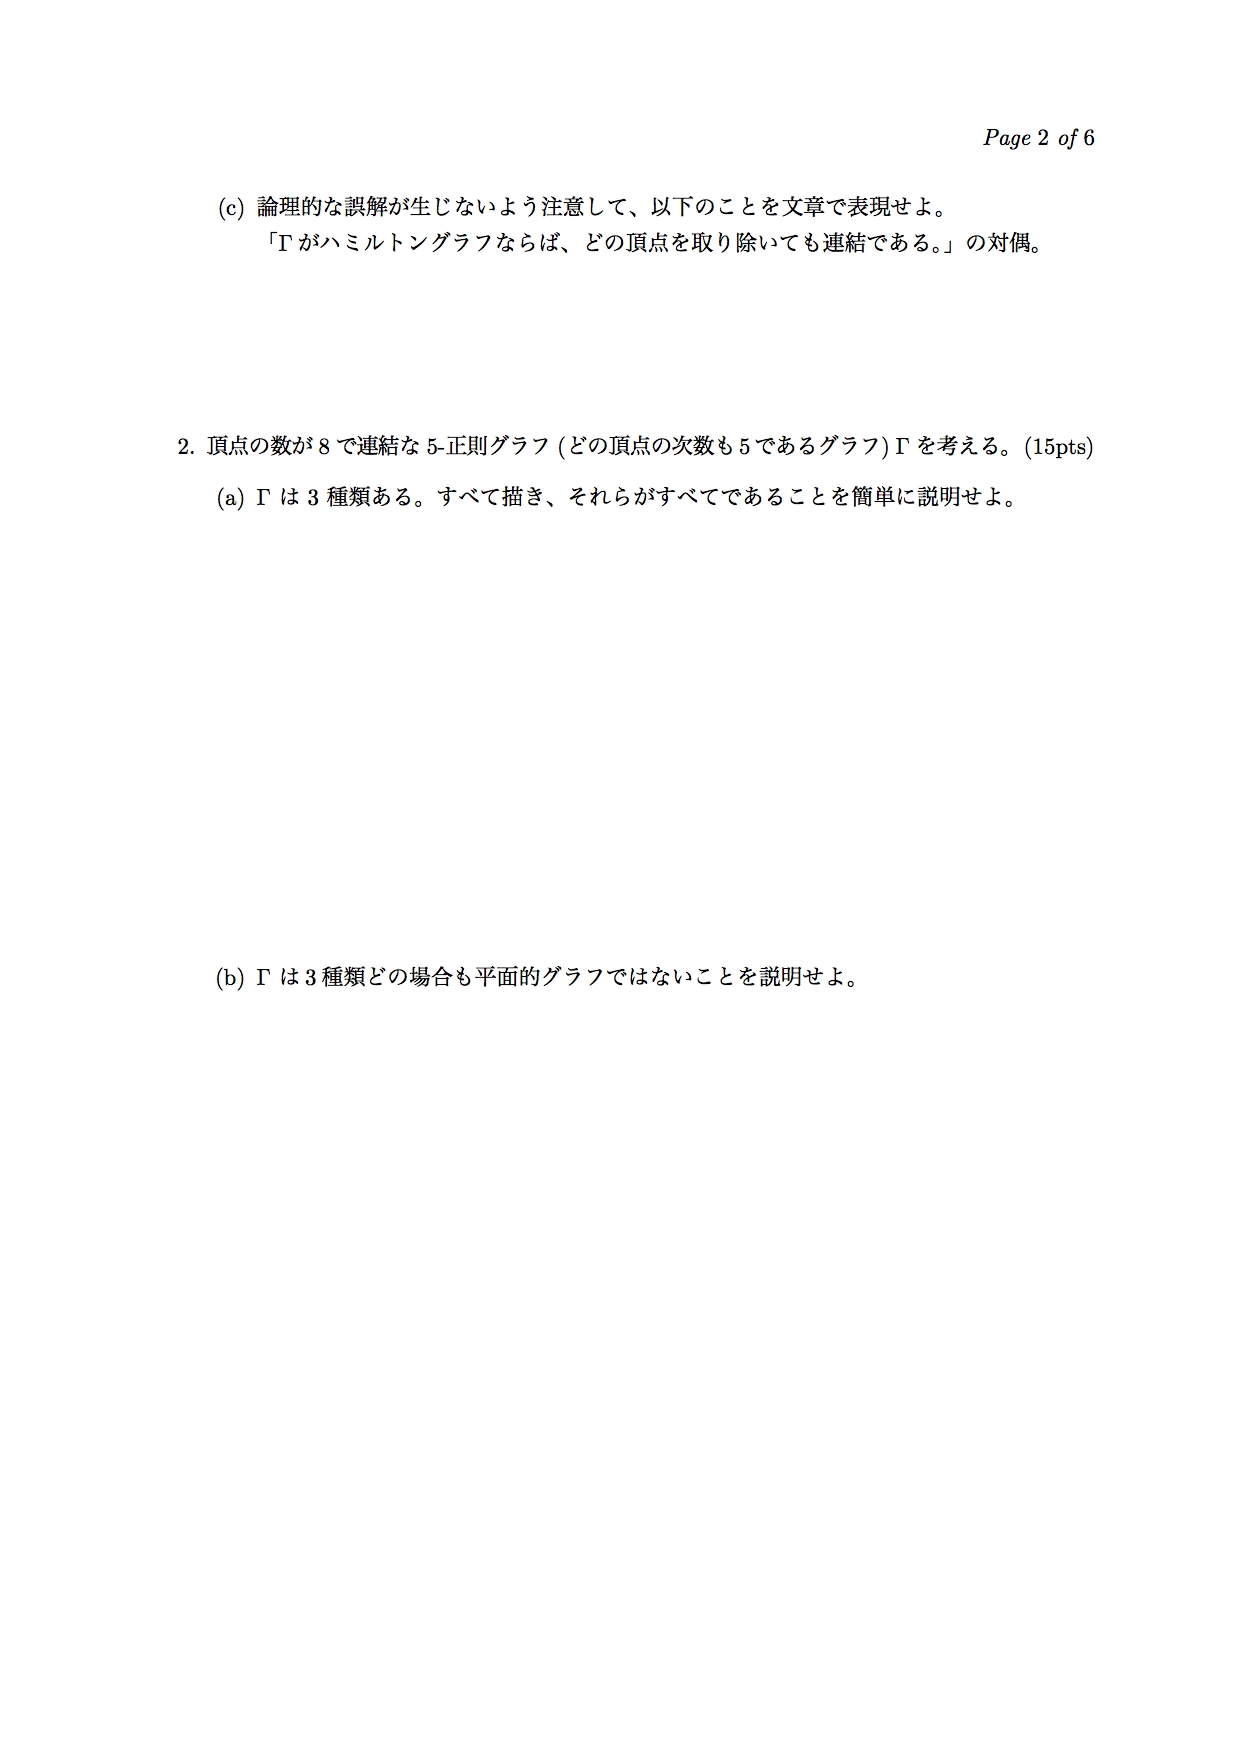 Page 2 of 6
(c) 論理的な誤解が生じないよう注意して、以下のことを文章で表現せよ。
「Γ がハミルトングラフならば、どの頂点を取り除いても連結である。」の対偶。
2. 頂点の数が 8 で連結な 5-正則グラフ (どの頂点の次数も 5 であるグラフ) Γ を考える。(15pts)
(a) Γ は 3 種類ある。すべて描き、それらがすべてであることを簡単に説明せよ。
(b) Γ は 3 種類どの場合も平面的グラフではないことを説明せよ。